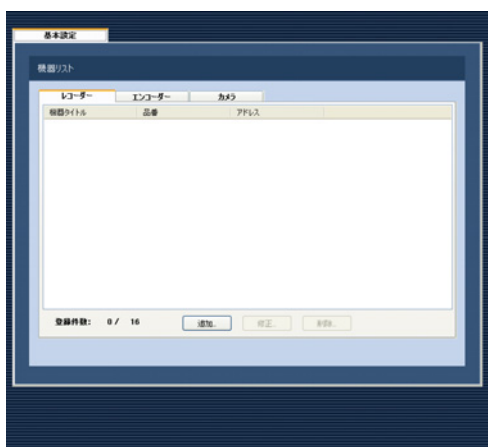 基本設定
機器リスト
レコーダー エンコーダー カメラ
機器タイトル 品番 アドレス
登録件数: 0 / 16 追加... 修正... 削除...